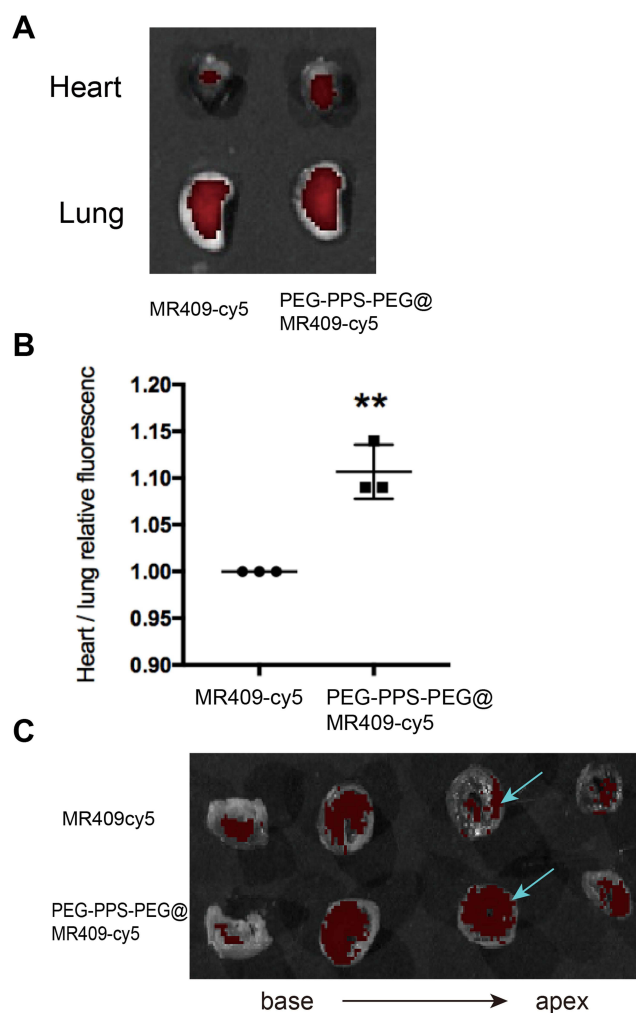 A
Heart
Lung
MR409-cy5
PEG-PPS-PEG@
MR409-cy5
B
Heart / lung relative fluorescenc
1.20
1.15
1.10
1.05
1.00
0.95
0.90
**
MR409-cy5
PEG-PPS-PEG@
MR409-cy5
C
MR409cy5
PEG-PPS-PEG@
MR409-cy5
base
apex